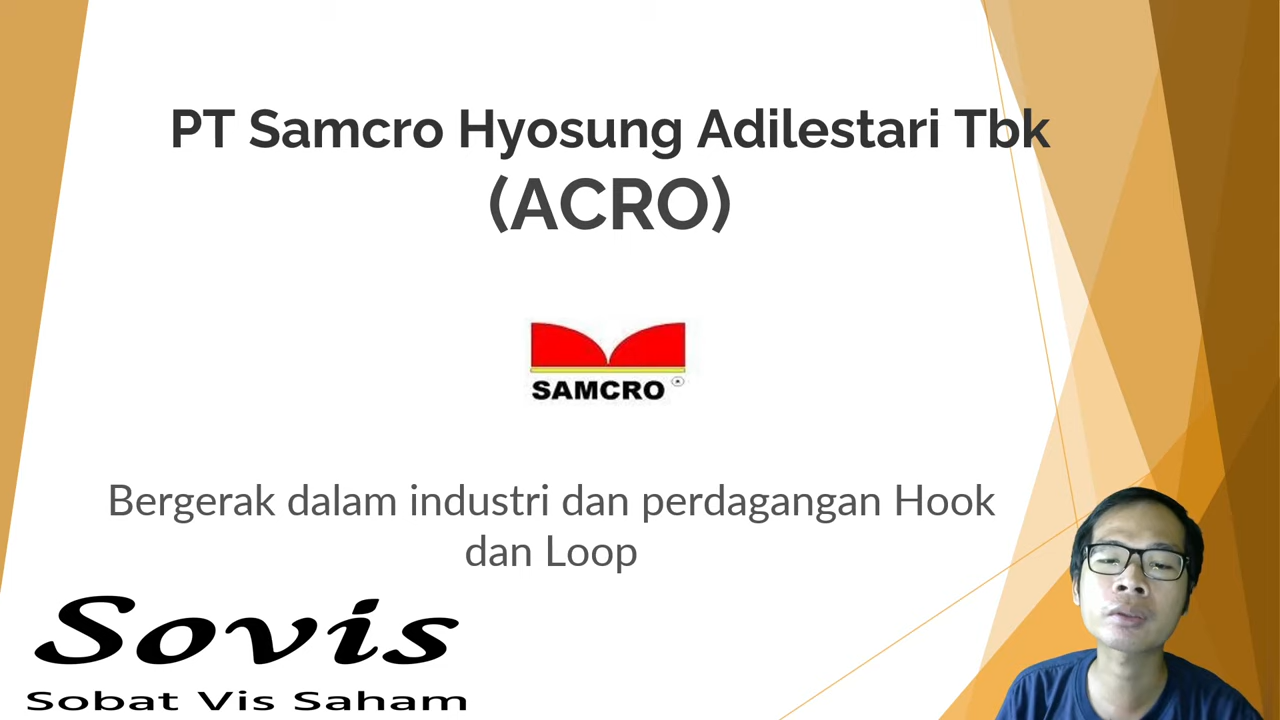 PT Samcro Hyosung Adilestari Tbk
(ACRO)
SAMCRO
Bergerak dalam industri dan perdagangan Hook
dan Loop
Sovis
Sobat Vis Saham